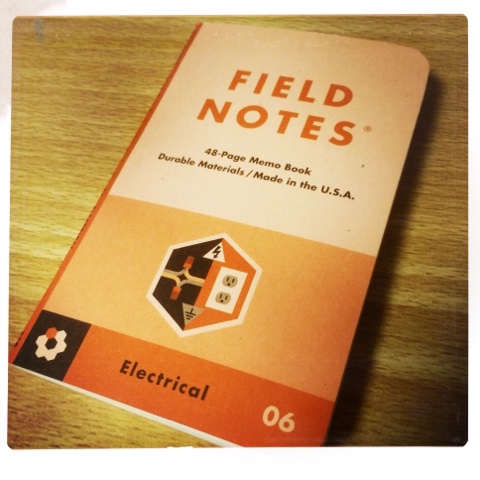 FIELD
NOTES®
48-Page Memo Book
Durable Materials / Made in the U.S.A.
Electrical
06